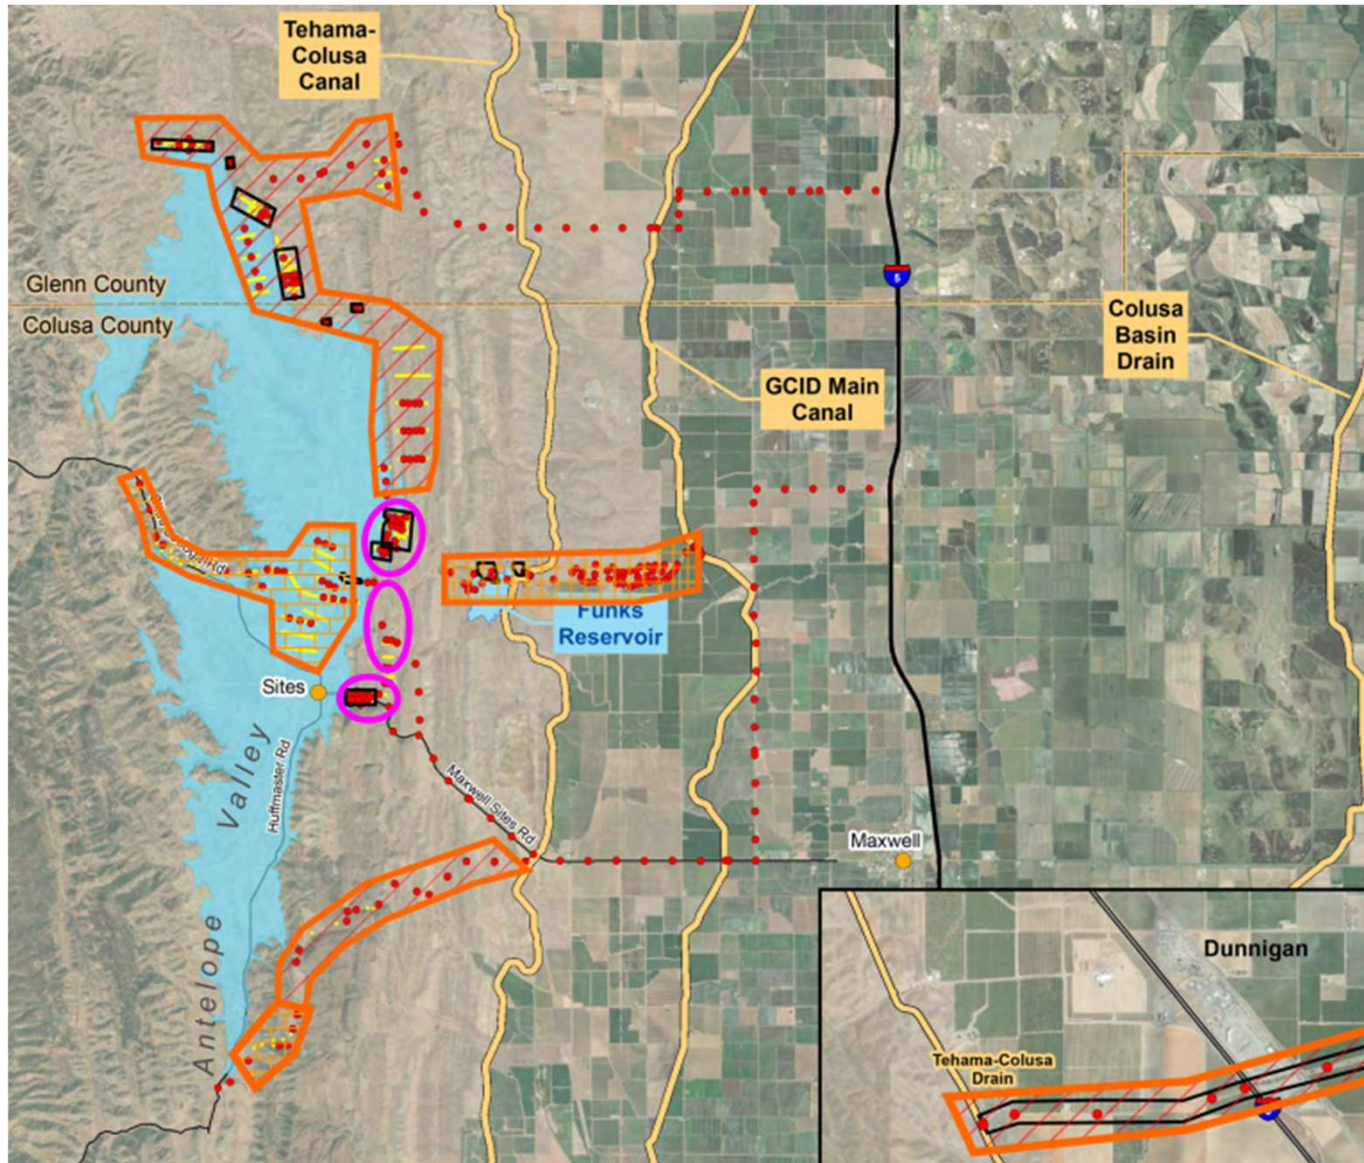 Tehama-
Colusa
Canal
Glenn County
Colusa County
5
Colusa
Basin
Drain
GCID Main
Canal
Rd
Funks
Reservoir
Sites
Valley
Huffmaster Rd
Maxwell Sites Rd
Maxwell
Antelope
Dunnigan
Tehama-Colusa
Drain